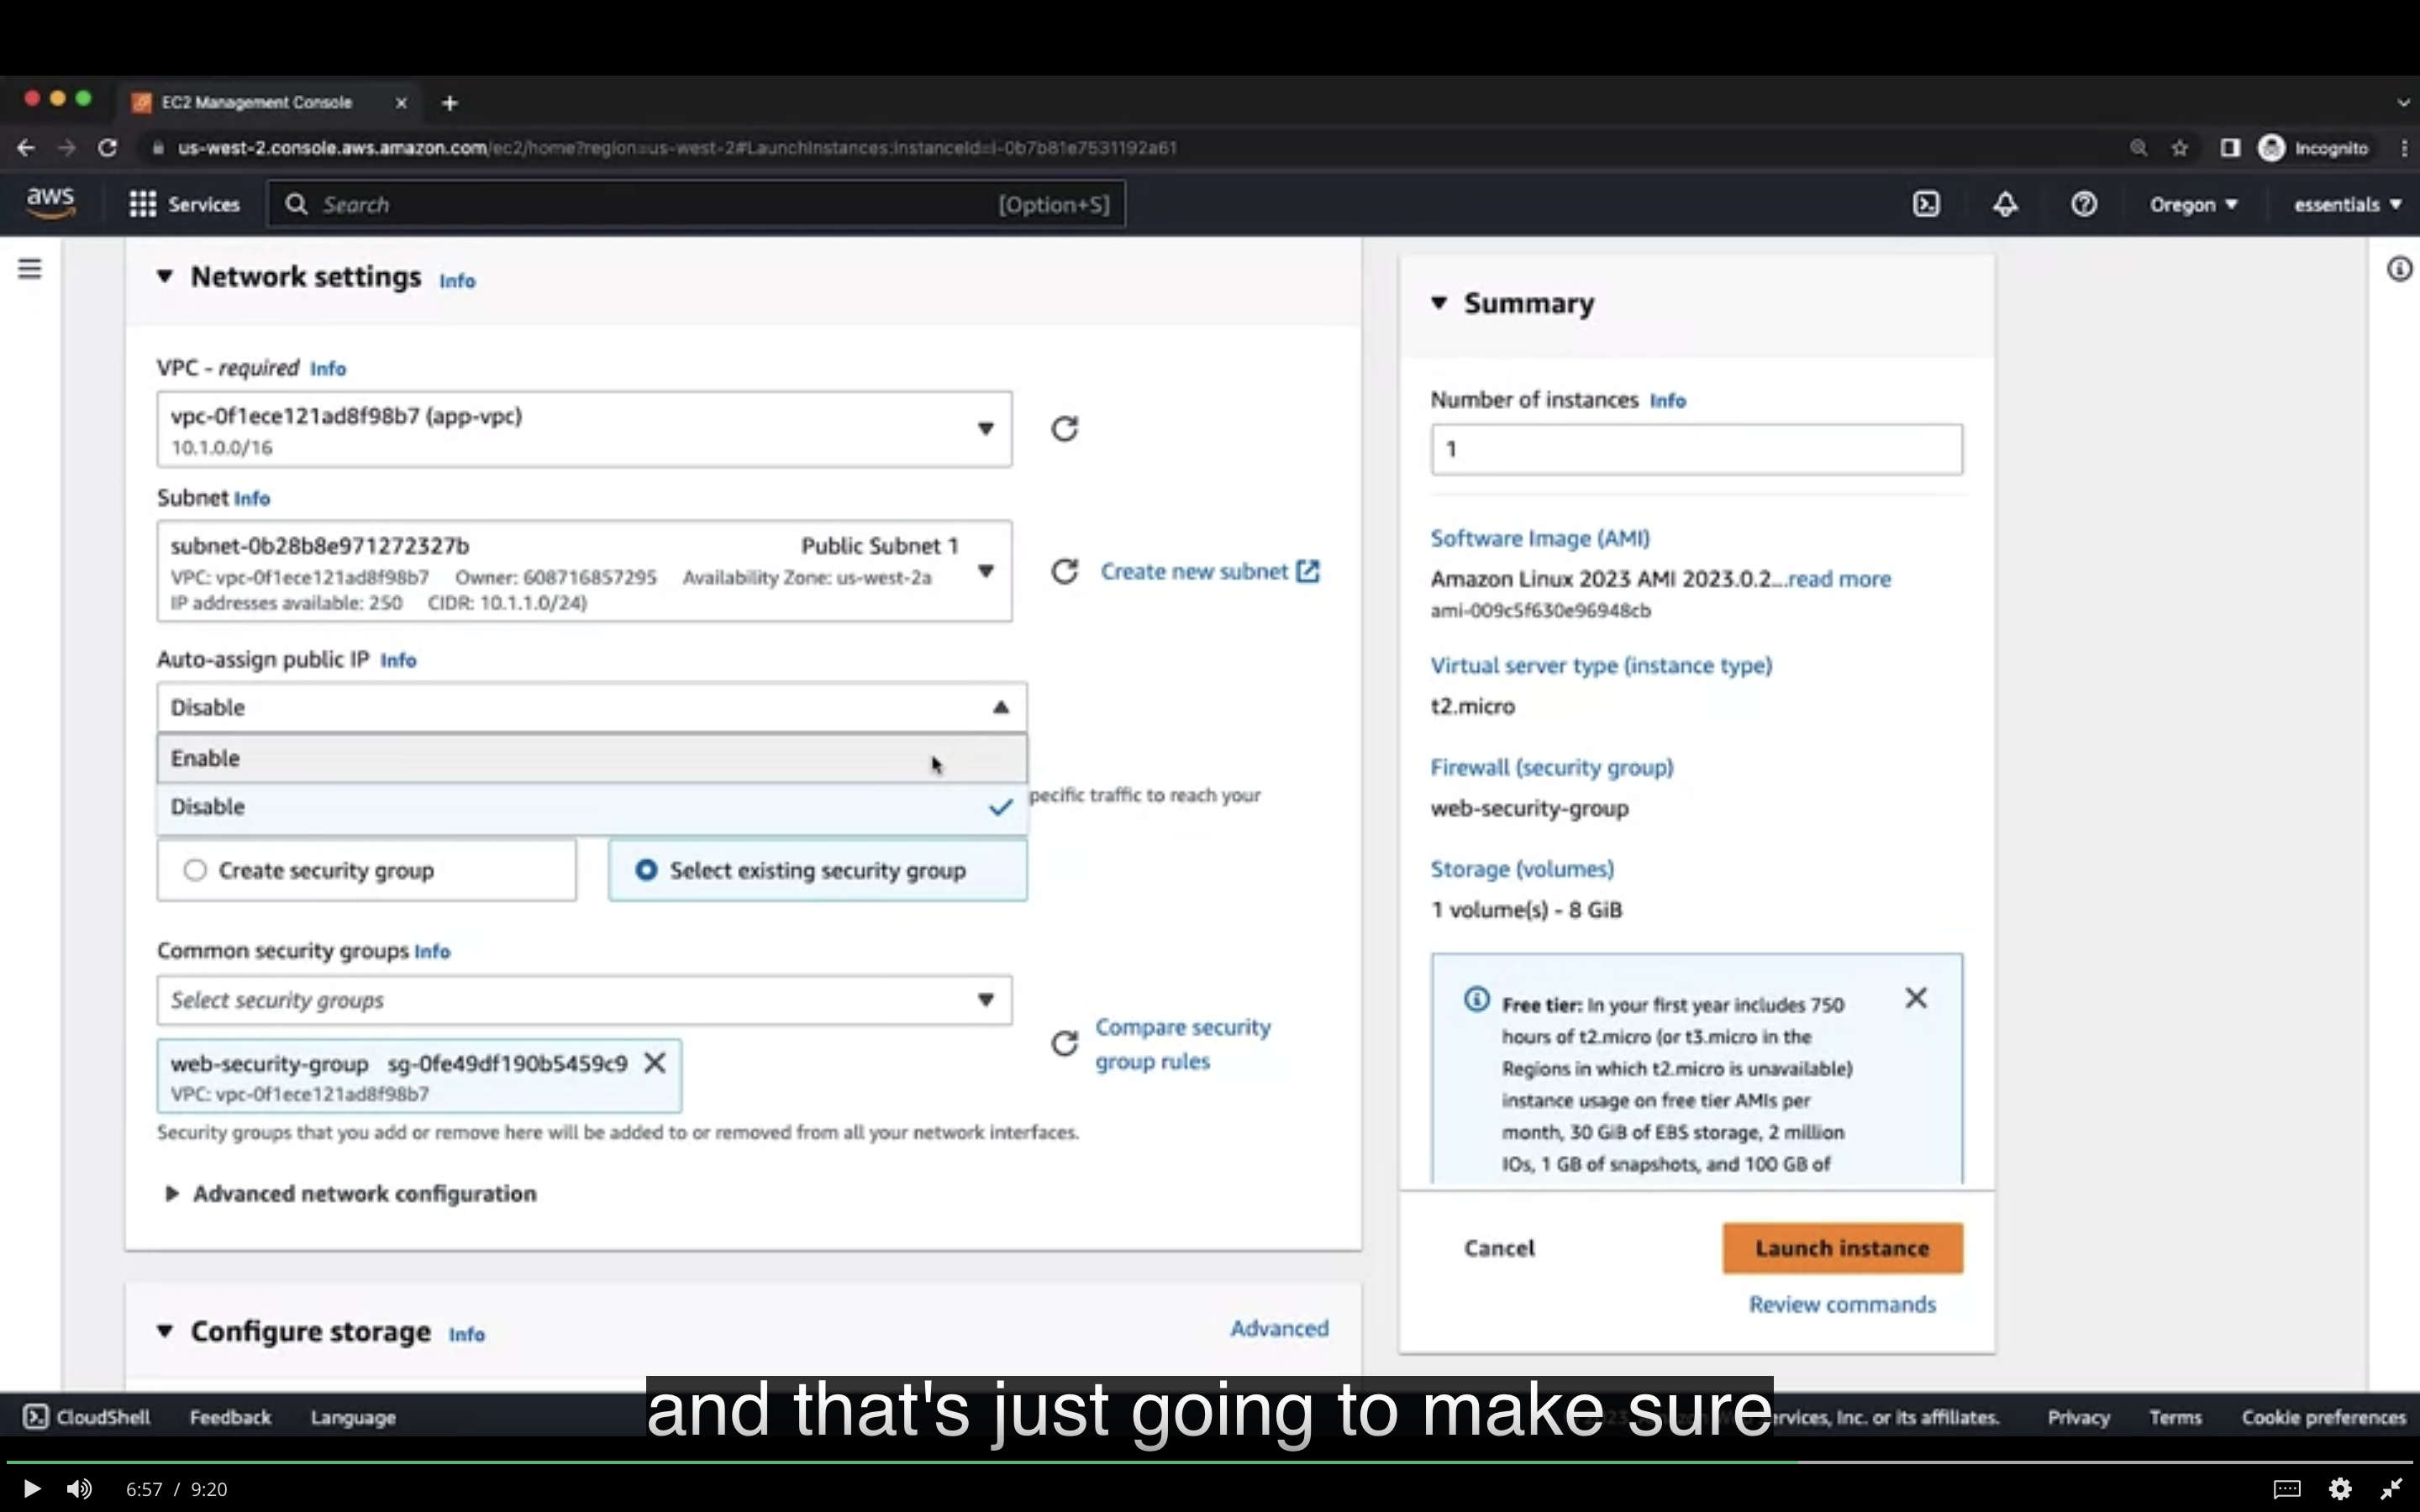 EC2 Management Console
us-west-2.console.aws.amazon.com/ec2/home?region=us-west-2#LaunchInstances:instanceId=i-0b7b81e7531192a61
Incognito
aws
Services
Search
[Option+S]
Oregon
essentials
Network settings Info
VPC - required Info
vpc-0f1ece121ad8f98b7 (app-vpc)
10.1.0.0/16
Subnet Info
subnet-0b28b8e971272327b Public Subnet 1
VPC: vpc-0f1ece121ad8f98b7 Owner: 608716857295 Availability Zone: us-west-2a
IP addresses available: 250 CIDR: 10.1.1.0/24)
Create new subnet
Auto-assign public IP Info
Disable
Enable
Disable
pecific traffic to reach your
Create security group
Select existing security group
Common security groups Info
Select security groups
Compare security
group rules
web-security-group sg-0fe49df190b5459c9
VPC: vpc-0f1ece121ad8f98b7
Security groups that you add or remove here will be added to or removed from all your network interfaces.
Advanced network configuration
Configure storage Info
Advanced
Summary
Number of instances Info
1
Software Image (AMI)
Amazon Linux 2023 AMI 2023.0.2...read more
ami-009c5f630e96948cb
Virtual server type (instance type)
t2.micro
Firewall (security group)
web-security-group
Storage (volumes)
1 volume(s) - 8 GiB
Free tier: In your first year includes 750
hours of t2.micro (or t3.micro in the
Regions in which t2.micro is unavailable)
instance usage on free tier AMIs per
month, 30 GiB of EBS storage, 2 million
IOs, 1 GB of snapshots, and 100 GB of
Cancel
Launch instance
Review commands
and that's just going to make sure
CloudShell
Feedback
Language
rvices, Inc. or its affiliates.
Privacy
Terms
Cookie preferences
6:57 / 9:20